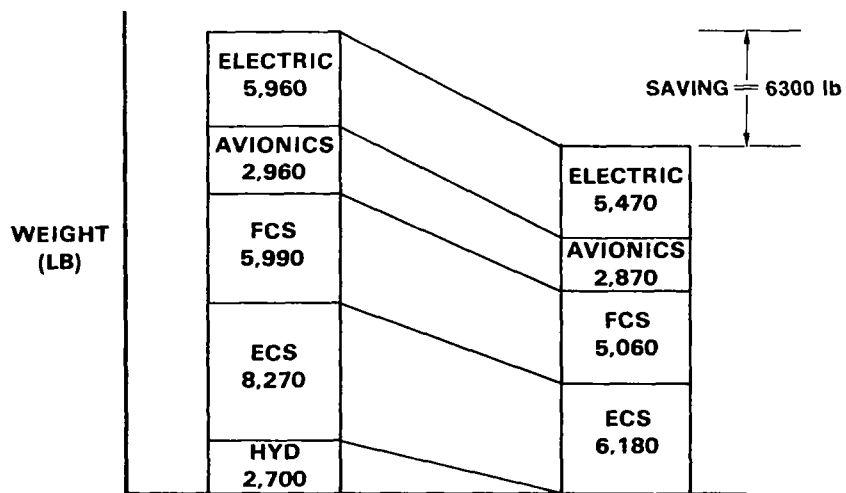 ELECTRIC
5,960
AVIONICS
2,960
FCS
5,990
ECS
8,270
HYD
2,700
WEIGHT
(LB)
SAVING = 6300 lb
ELECTRIC
5,470
AVIONICS
2,870
FCS
5,060
ECS
6,180